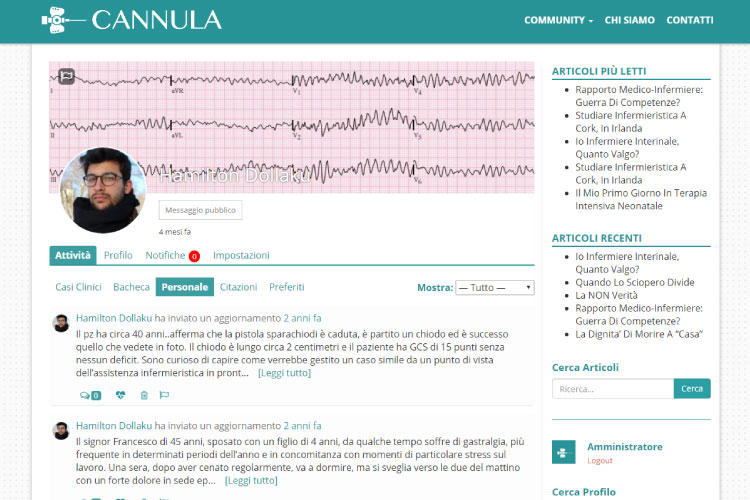 CANNULA
COMMUNITY CHI SIAMO CONTATTI
I aVR V1 V4
II aVL V2
V6
Hamilton Dollaku
Messaggio pubblico
4 mesi fa
Attività Profilo Notifiche 0 Impostazioni
Casi Clinici Bacheca Personale Citazioni Preferiti Mostra: — Tutto —
Hamilton Dollaku ha inviato un aggiornamento 2 anni fa
Il pz ha circa 40 anni..afferma che la pistola sparachiodi è caduta, è partito un chiodo ed è successo
quello che vedete in foto. Il chiodo è lungo circa 2 centimetri e il paziente ha GCS di 15 punti senza
nessun deficit. Sono curioso di capire come verrebbe gestito un caso simile da un punto di vista
dell'assistenza infermieristica in pront... [Leggi tutto]
0
Hamilton Dollaku ha inviato un aggiornamento 2 anni fa
Il signor Francesco di 45 anni, sposato con un figlio di 4 anni, da qualche tempo soffre di gastralgia, più
frequente in determinati periodi dell'anno e in concomitanza con momenti di particolare stress sul
lavoro. Una sera, dopo aver cenato regolarmente, va a dormire, ma si sveglia verso le due del mattino
con un forte dolore in sede ep... [Leggi tutto]
ARTICOLI PIÙ LETTI
Rapporto Medico-Infermiere:
Guerra Di Competenze?
Studiare Infermieristica A
Cork, In Irlanda
Io Infermiere Interinale,
Quanto Valgo?
Studiare Infermieristica A
Cork, In Irlanda
Il Mio Primo Giorno In Terapia
Intensiva Neonatale
ARTICOLI RECENTI
Io Infermiere Interinale,
Quanto Valgo?
Quando Lo Sciopero Divide
La NON Verità
Rapporto Medico-Infermiere:
Guerra Di Competenze?
La Dignita' Di Morire A "Casa"
Cerca Articoli
Ricerca... Cerca
Amministratore
Logout
Cerca Profilo